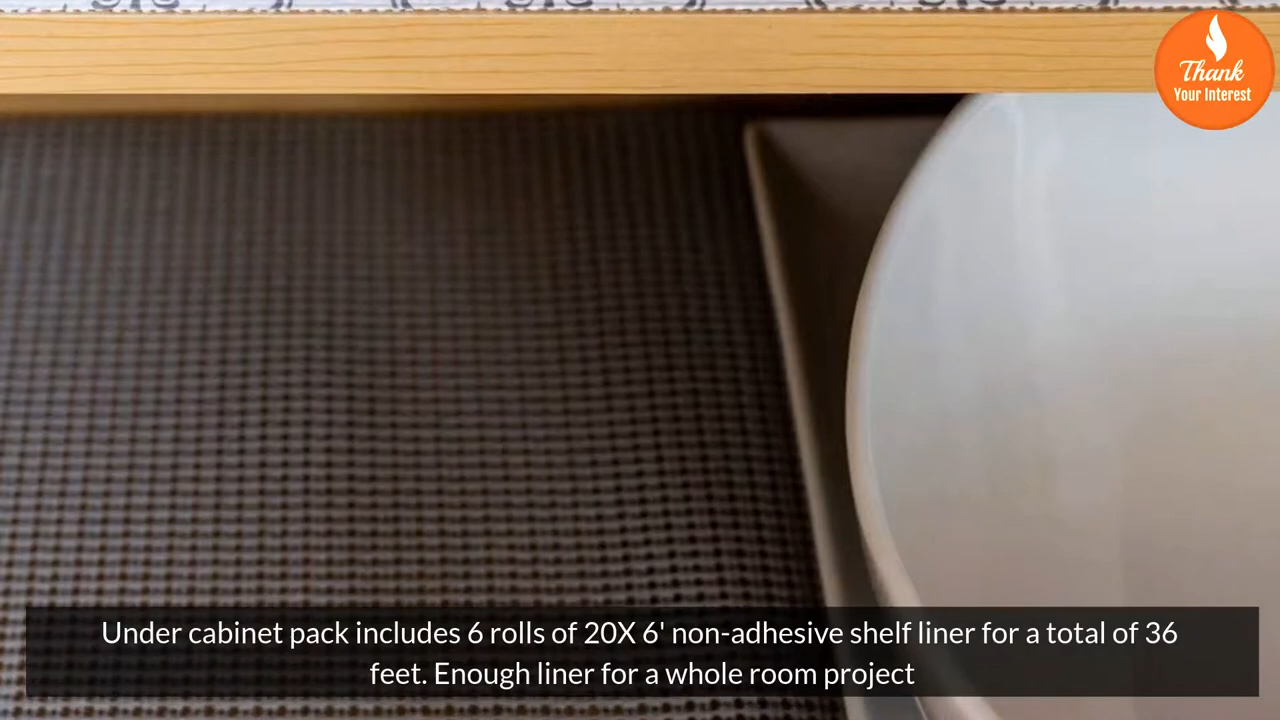 Thank
Your Interest
Under cabinet pack includes 6 rolls of 20X 6' non-adhesive shelf liner for a total of 36
feet. Enough liner for a whole room project